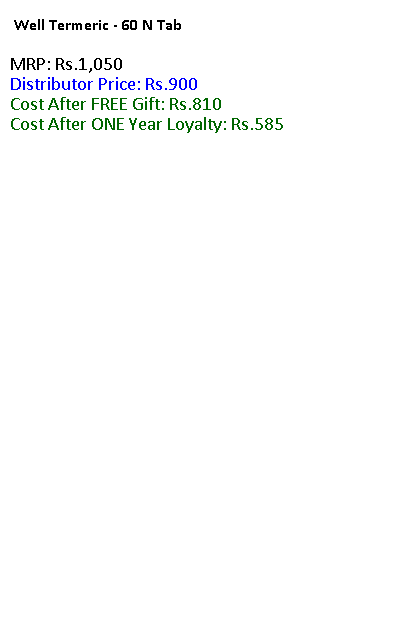 Well Termeric - 60 N Tab
MRP: Rs.1,050
Distributor Price: Rs.900
Cost After FREE Gift: Rs.810
Cost After ONE Year Loyalty: Rs.585